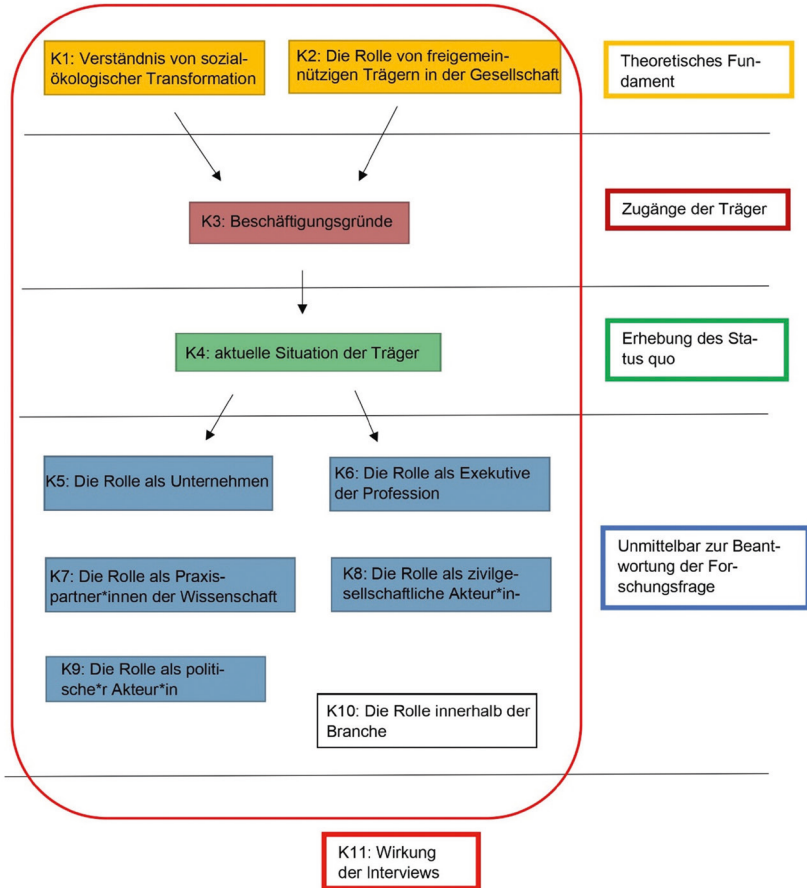 K1: Verständnis von sozial-
ökologischer Transformation
K2: Die Rolle von freigemein-
nützigen Trägern in der Gesellschaft
Theoretisches Fun-
dament
K3: Beschäftigungsgründe
Zugänge der Träger
K4: aktuelle Situation der Träger
Erhebung des Sta-
tus quo
K5: Die Rolle als Unternehmen
K6: Die Rolle als Exekutive
der Profession
K7: Die Rolle als Praxis-
partner*innen der Wissenschaft
K8: Die Rolle als zivilge-
sellschaftliche Akteur*in-
Unmittelbar zur Beant-
wortung der For-
schungsfrage
K9: Die Rolle als politi-
sche*r Akteur*in
K10: Die Rolle innerhalb der
Branche
K11: Wirkung
der Interviews